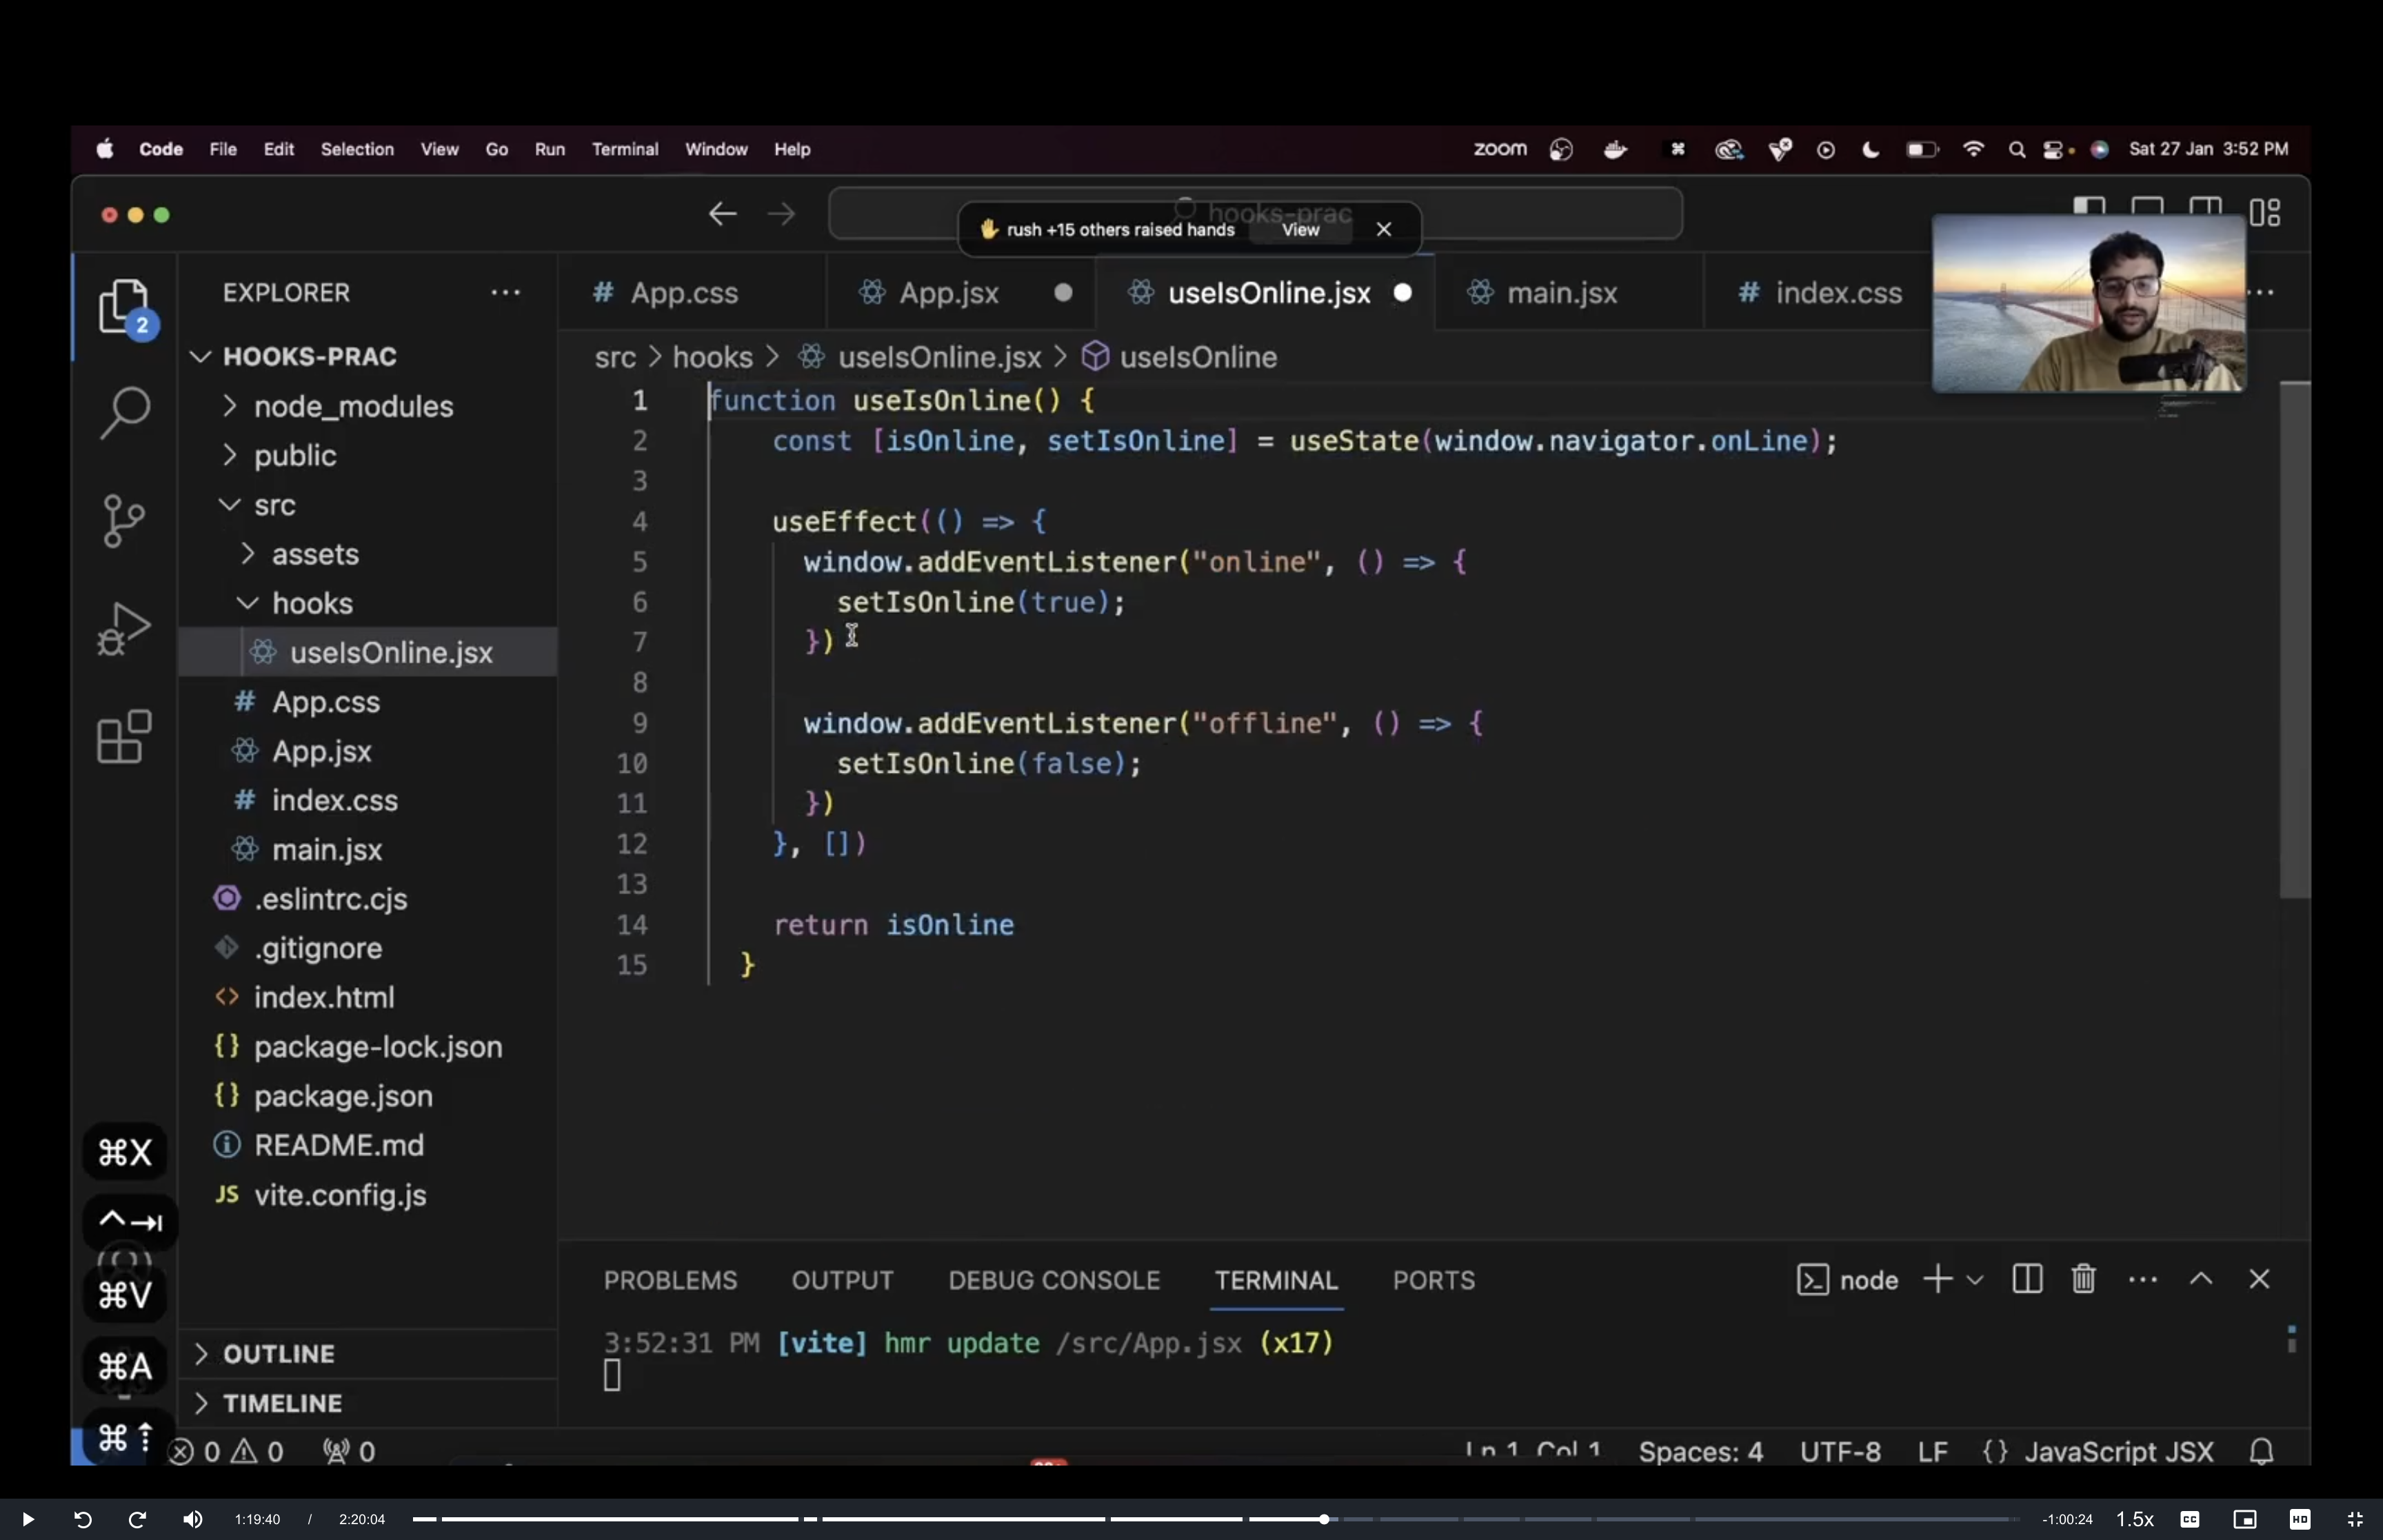 Code File Edit Selection View Go Run Terminal Window Help zoom Sat 27 Jan 3:52 PM
hooks-prac
✋ rush +15 others raised hands View ×
EXPLORER ...
# App.css App.jsx useIsOnline.jsx main.jsx # index.css ...
2
src > hooks > useIsOnline.jsx > useIsOnline
HOOKS-PRAC
node_modules
public
src
assets
hooks
useIsOnline.jsx
# App.css
App.jsx
# index.css
main.jsx
.eslintrc.cjs
.gitignore
<> index.html
{} package-lock.json
{} package.json
README.md
JS vite.config.js
OUTLINE
TIMELINE
1 function useIsOnline() {
2 const [isOnline, setIsOnline] = useState(window.navigator.onLine);
3
4 useEffect(() => {
5 window.addEventListener("online", () => {
6 setIsOnline(true);
7 })
8
9 window.addEventListener("offline", () => {
10 setIsOnline(false);
11 })
12 }, [])
13
14 return isOnline
15 }
⌘X
⌘V
⌘A
PROBLEMS OUTPUT DEBUG CONSOLE TERMINAL PORTS node
3:52:31 PM [vite] hmr update /src/App.jsx (x17)
0 0 0 Ln 1 Col 1 Spaces: 4 UTF-8 LF {} JavaScript JSX
1:19:40 / 2:20:04 -1:00:24 1.5x CC HD